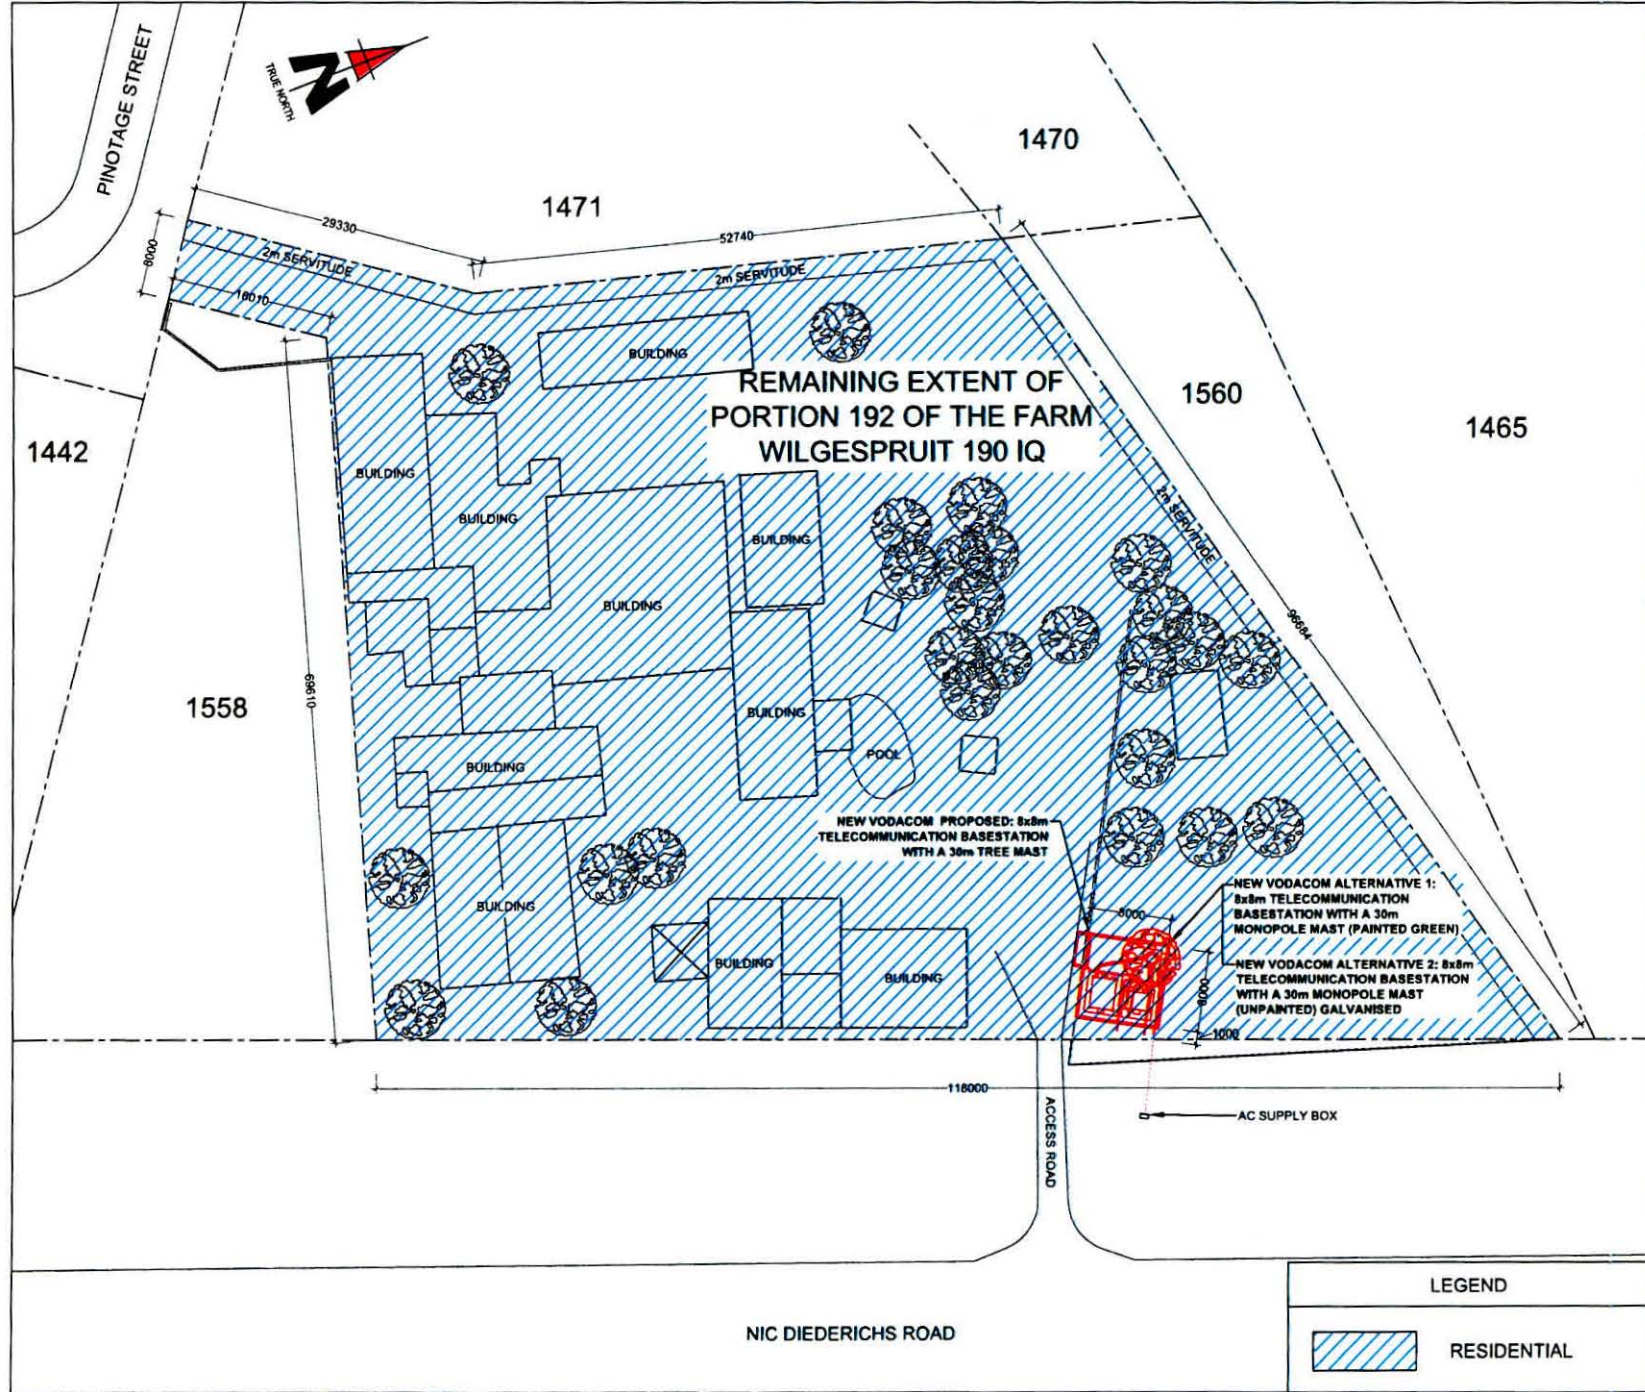 PINOTAGE STREET
N
TRUE NORTH
1470
1471
29330
52740
8000
2m SERVITUDE
2m SERVITUDE
16010
BUILDING
REMAINING EXTENT OF
PORTION 192 OF THE FARM
WILGESPRUIT 190 IQ
1560
1465
1442
BUILDING
BUILDING
BUILDING
2m SERVITUDE
BUILDING
96684
69610
1558
BUILDING
POOL
BUILDING
NEW VODACOM PROPOSED: 8x8m
TELECOMMUNICATION BASESTATION
WITH A 30m TREE MAST
NEW VODACOM ALTERNATIVE 1:
8x8m TELECOMMUNICATION
BASESTATION WITH A 30m
MONOPOLE MAST (PAINTED GREEN)
BUILDING
8000
BUILDING
BUILDING
NEW VODACOM ALTERNATIVE 2: 8x8m
TELECOMMUNICATION BASESTATION
WITH A 30m MONOPOLE MAST
(UNPAINTED) GALVANISED
8000
1000
118000
ACCESS ROAD
AC SUPPLY BOX
NIC DIEDERICHS ROAD
LEGEND
RESIDENTIAL